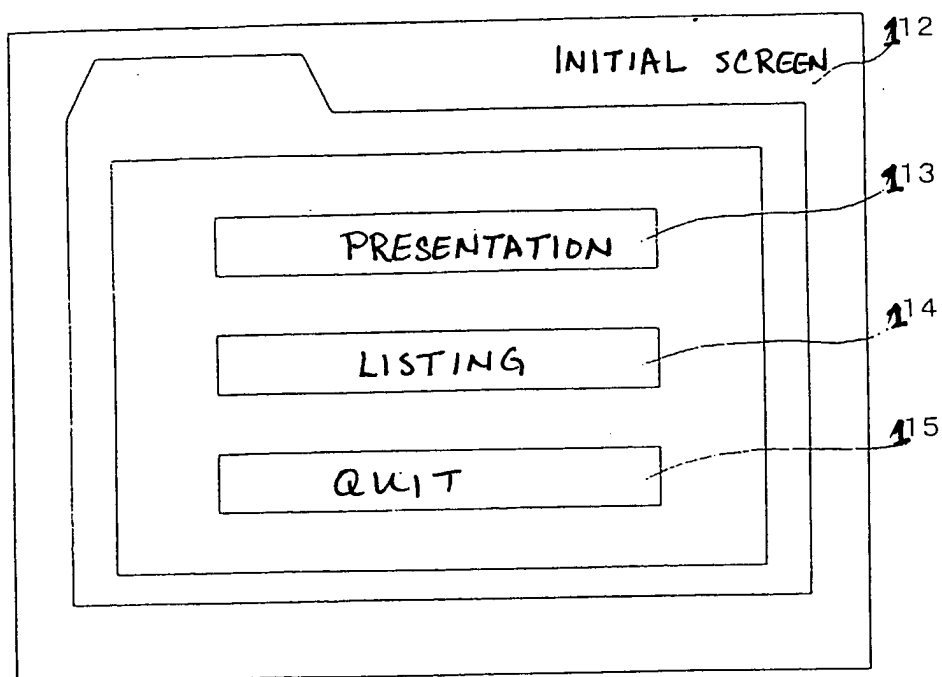 INITIAL SCREEN
112
PRESENTATION
113
LISTING
114
QUIT
115